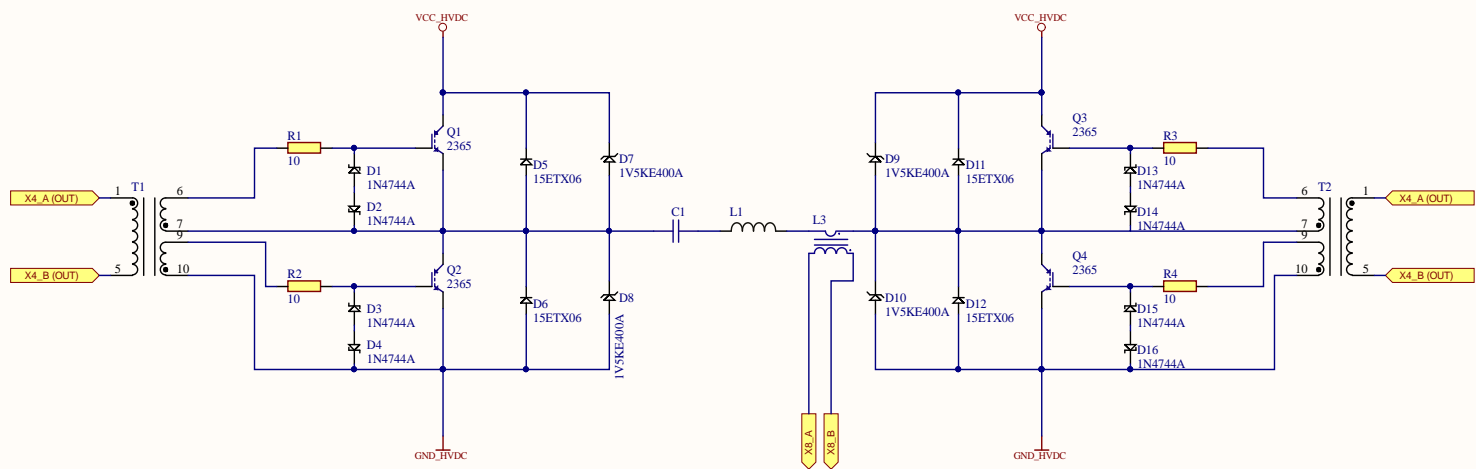 VCC_HVDC
VCC_HVDC
Q1
2365
R1
10
D1
1N4744A
D2
1N4744A
D5
15ETX06
D7
1V5KE400A
T1
X4_A (OUT)
1
6
7
9
X4_B (OUT)
5
10
R2
10
D3
1N4744A
D4
1N4744A
Q2
2365
D6
15ETX06
D8
1V5KE400A
C1
L1
L3
X8_A
X8_B
GND_HVDC
Q3
2365
R3
10
D9
1V5KE400A
D11
15ETX06
D13
1N4744A
D14
1N4744A
T2
6
1
X4_A (OUT)
7
9
10
5
X4_B (OUT)
Q4
2365
R4
10
D10
1V5KE400A
D12
15ETX06
D15
1N4744A
D16
1N4744A
GND_HVDC